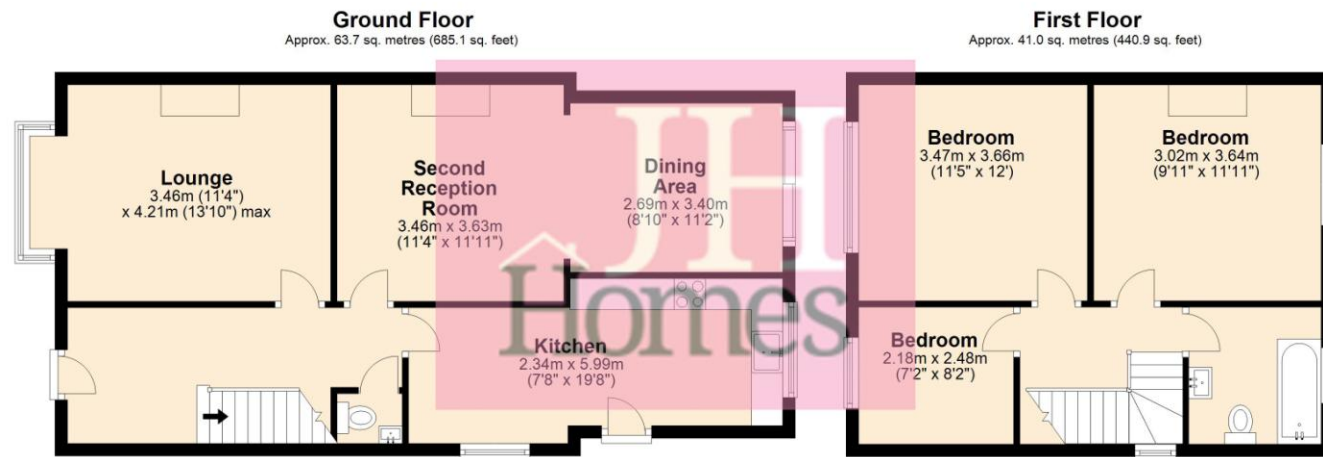 Ground Floor
Approx. 63.7 sq. metres (685.1 sq. feet)
First Floor
Approx. 41.0 sq. metres (440.9 sq. feet)
Lounge
3.46m (11'4")
x 4.21m (13'10") max
Second
Reception
Room
3.46m x 3.63m
(11'4" x 11'11")
Dining
Area
2.69m x 3.40m
(8'10" x 11'2")
Kitchen
2.34m x 5.99m
(7'8" x 19'8")
JH
Homes
Bedroom
3.47m x 3.66m
(11'5" x 12')
Bedroom
3.02m x 3.64m
(9'11" x 11'11")
Bedroom
2.18m x 2.48m
(7'2" x 8'2")